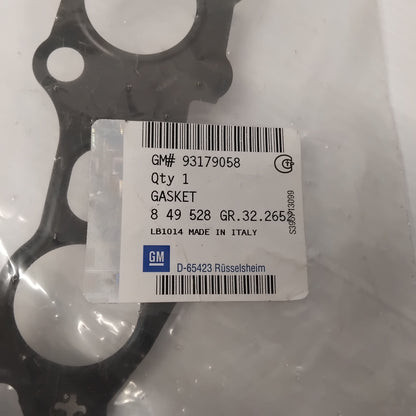 GM# 93179058
Qty 1
GASKET
8 49 528 GR.32.2652
LB1014 MADE IN ITALY
GM
D-65423 Rüsselsheim